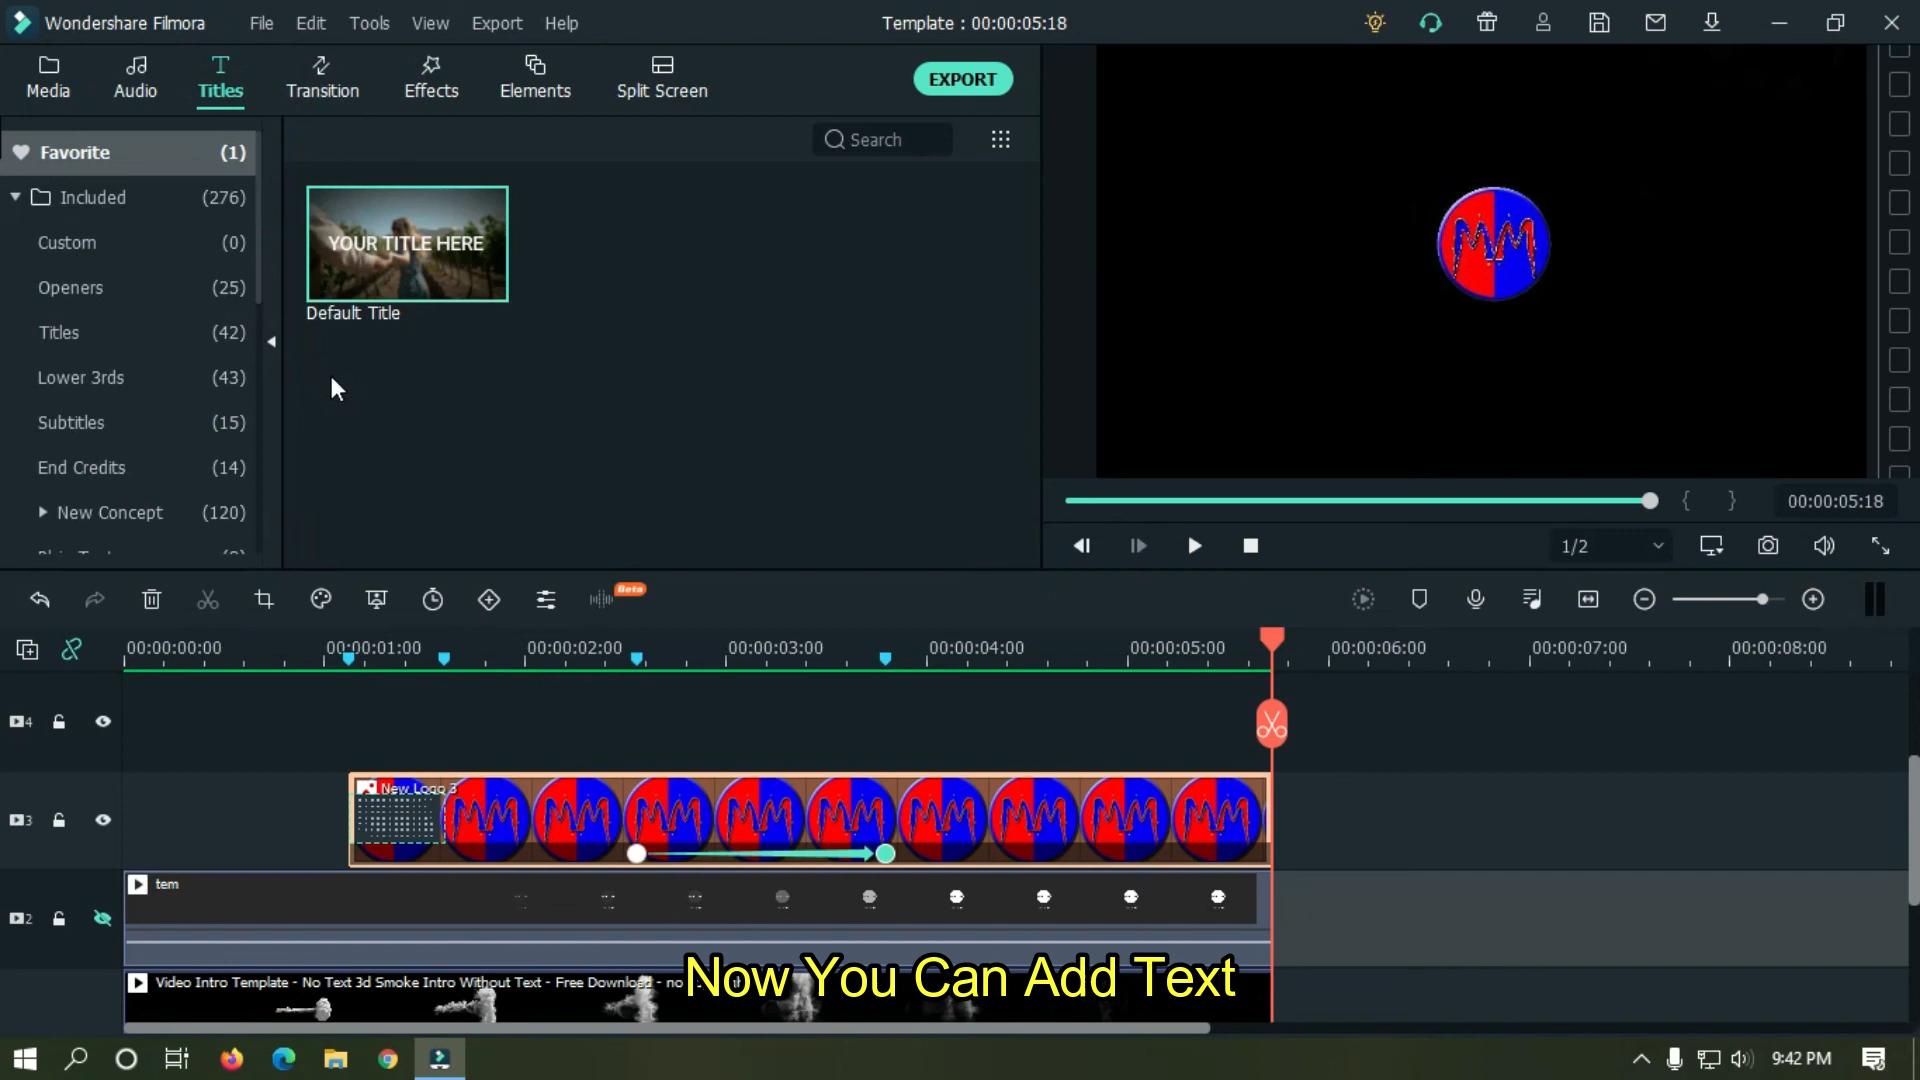 Wondershare Filmora File Edit Tools View Export Help Template : 00:00:05:18
Media Audio Titles Transition Effects Elements Split Screen EXPORT
Favorite (1)
Search
Included (276)
Custom (0)
Openers (25)
Titles (42)
Lower 3rds (43)
Subtitles (15)
End Credits (14)
New Concept (120)
YOUR TITLE HERE
Default Title
MM
00:00:05:18
1/2
Beta
00:00:00:00 00:00:01:00 00:00:02:00 00:00:03:00 00:00:04:00 00:00:05:00 00:00:06:00 00:00:07:00 00:00:08:00
4
New Logo 3
3
tem
2
Video Intro Template - No Text 3d Smoke Intro Without Text - Free Download - no
Now You Can Add Text
9:42 PM